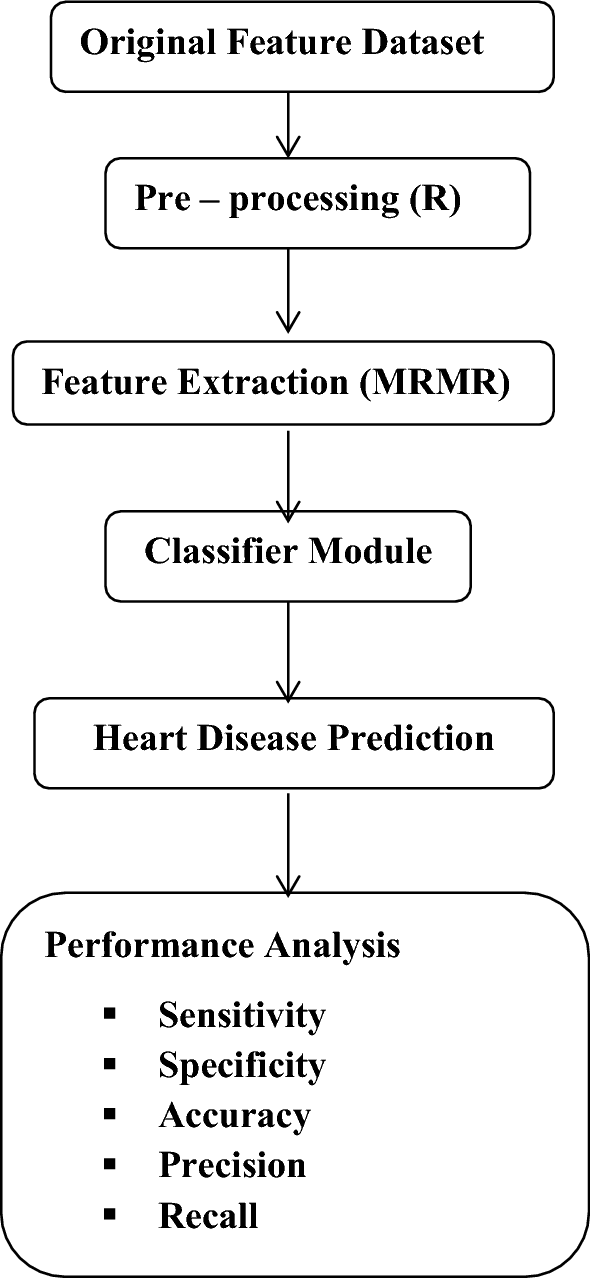 Original Feature Dataset
Pre – processing (R)
Feature Extraction (MRMR)
Classifier Module
Heart Disease Prediction
Performance Analysis
▪ Sensitivity
▪ Specificity
▪ Accuracy
▪ Precision
▪ Recall